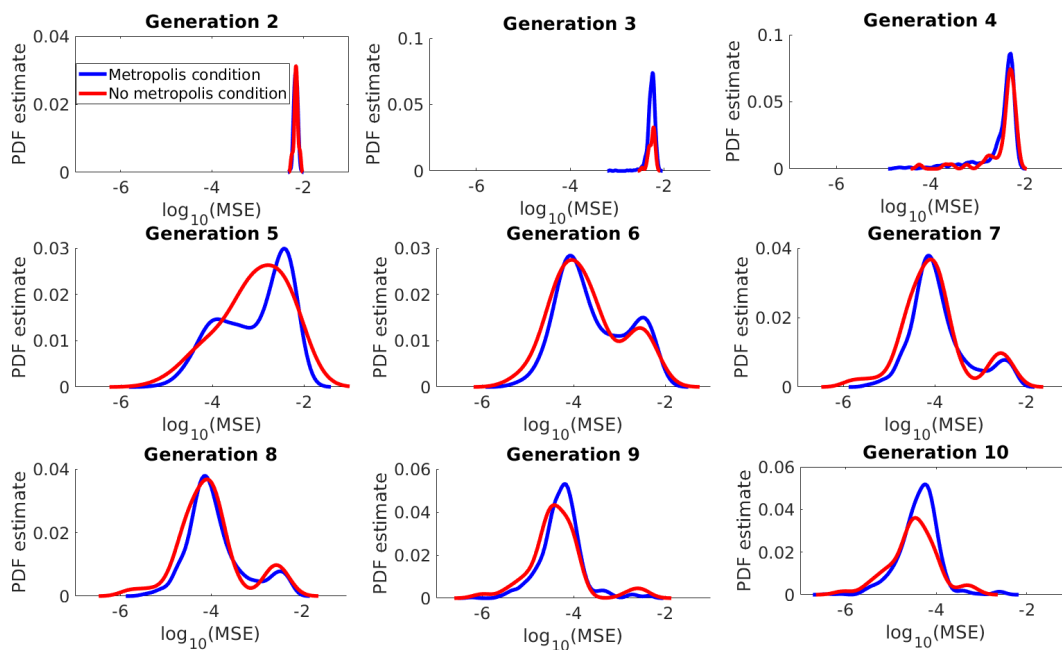 Generation 2
PDF estimate
0.04
0.02
0
Metropolis condition
No metropolis condition
-6 -4 -2
log10(MSE)
Generation 3
PDF estimate
0.1
0.05
0
-6 -4 -2
log10(MSE)
Generation 4
PDF estimate
0.1
0.05
0
-6 -4 -2
log10(MSE)
Generation 5
PDF estimate
0.03
0.02
0.01
0
-6 -4 -2
log10(MSE)
Generation 6
PDF estimate
0.03
0.02
0.01
0
-6 -4 -2
log10(MSE)
Generation 7
PDF estimate
0.04
0.02
0
-6 -4 -2
log10(MSE)
Generation 8
PDF estimate
0.04
0.02
0
-6 -4 -2
log10(MSE)
Generation 9
PDF estimate
0.06
0.04
0.02
0
-6 -4 -2
log10(MSE)
Generation 10
PDF estimate
0.06
0.04
0.02
0
-6 -4 -2
log10(MSE)